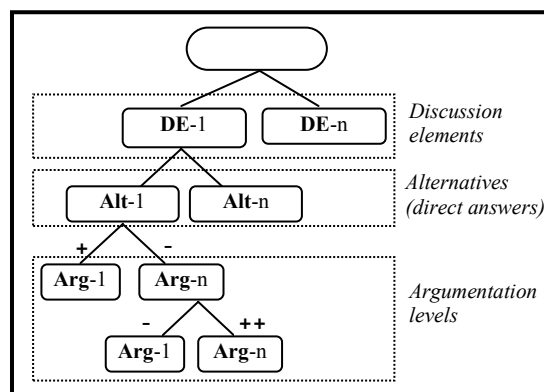 DE-1
DE-n
Discussion
elements
Alt-1
Alt-n
Alternatives
(direct answers)
+
-
Arg-1
Arg-n
Argumentation
levels
-
++
Arg-1
Arg-n